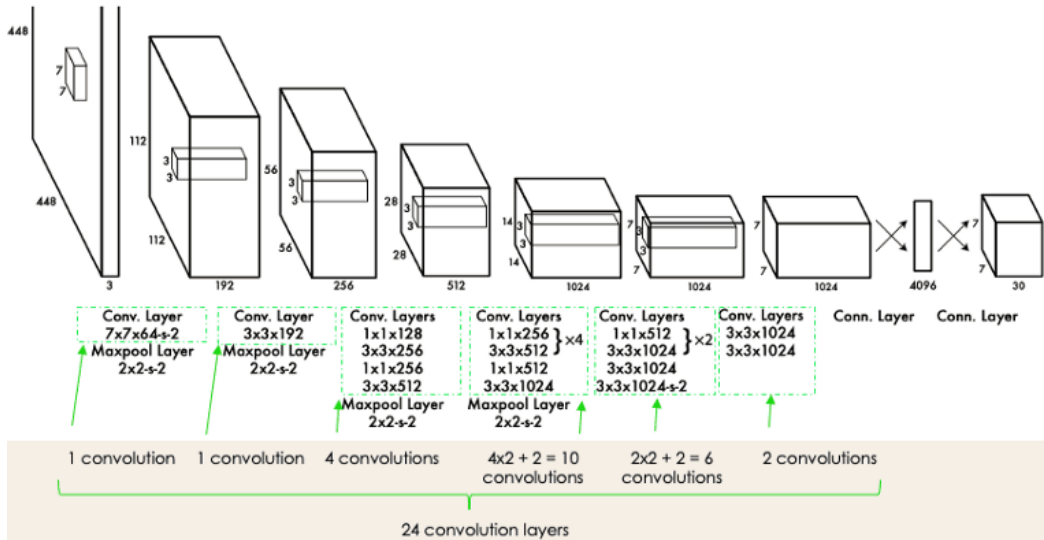 448
7
7
448
3
112
3
3
112
192
56
3
3
56
256
28
3
3
28
512
14
3
3
14
1024
7
3
3
7
1024
7
7
1024
4096
7
7
30
Conv. Layer
7x7x64-s-2
Maxpool Layer
2x2-s-2
Conv. Layer
3x3x192
Maxpool Layer
2x2-s-2
Conv. Layers
1x1x128
3x3x256
1x1x256
3x3x512
Maxpool Layer
2x2-s-2
Conv. Layers
1x1x256
3x3x512
} ×4
1x1x512
3x3x1024
Maxpool Layer
2x2-s-2
Conv. Layers
1x1x512
3x3x1024
} ×2
3x3x1024
3x3x1024-s-2
Conv. Layers
3x3x1024
3x3x1024
Conn. Layer
Conn. Layer
1 convolution
1 convolution
4 convolutions
4x2 + 2 = 10
convolutions
2x2 + 2 = 6
convolutions
2 convolutions
24 convolution layers